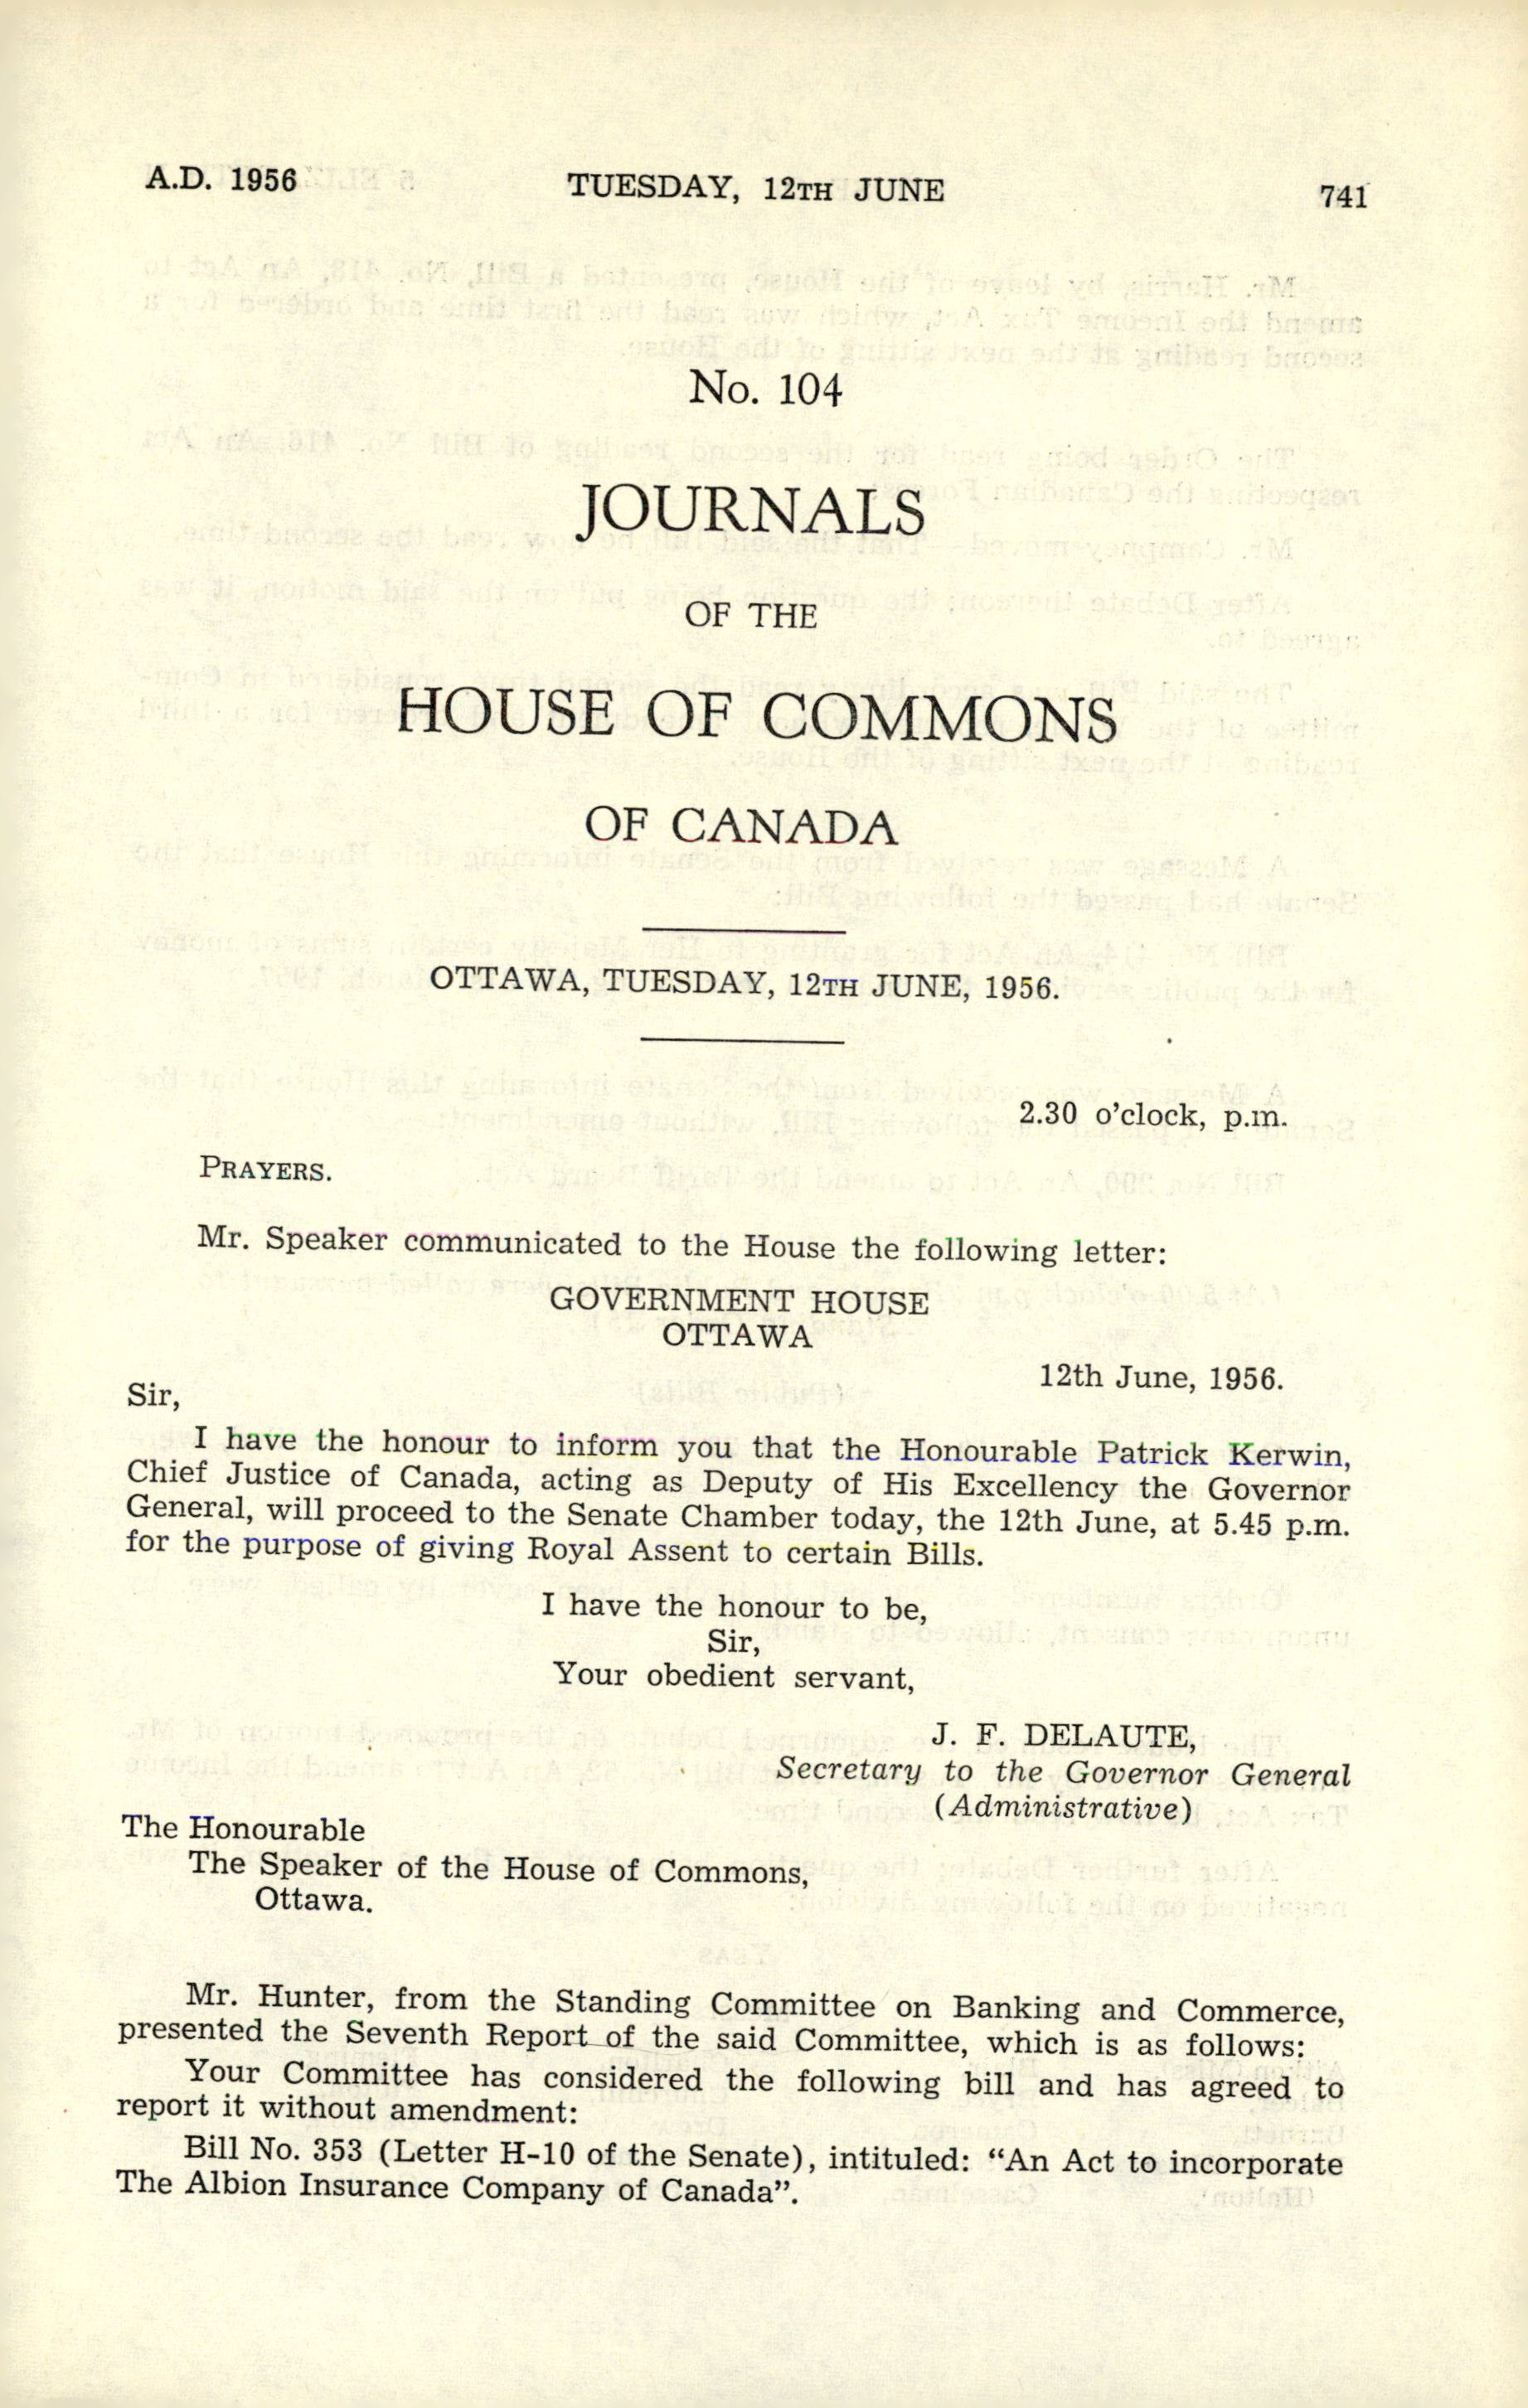 A.D. 1956 TUESDAY, 12TH JUNE 741
No. 104
JOURNALS
OF THE
HOUSE OF COMMONS
OF CANADA
OTTAWA, TUESDAY, 12TH JUNE, 1956.
2.30 o’clock, p.m.
PRAYERS.
Mr. Speaker communicated to the House the following letter:
GOVERNMENT HOUSE
OTTAWA
12th June, 1956.
Sir,
I have the honour to inform you that the Honourable Patrick Kerwin,
Chief Justice of Canada, acting as Deputy of His Excellency the Governor
General, will proceed to the Senate Chamber today, the 12th June, at 5.45 p.m.
for the purpose of giving Royal Assent to certain Bills.
I have the honour to be,
Sir,
Your obedient servant,
J. F. DELAUTE,
Secretary to the Governor General
(Administrative)
The Honourable
The Speaker of the House of Commons,
Ottawa.
Mr. Hunter, from the Standing Committee on Banking and Commerce,
presented the Seventh Report of the said Committee, which is as follows:
Your Committee has considered the following bill and has agreed to
report it without amendment:
Bill No. 353 (Letter H-10 of the Senate), intituled: “An Act to incorporate
The Albion Insurance Company of Canada”.